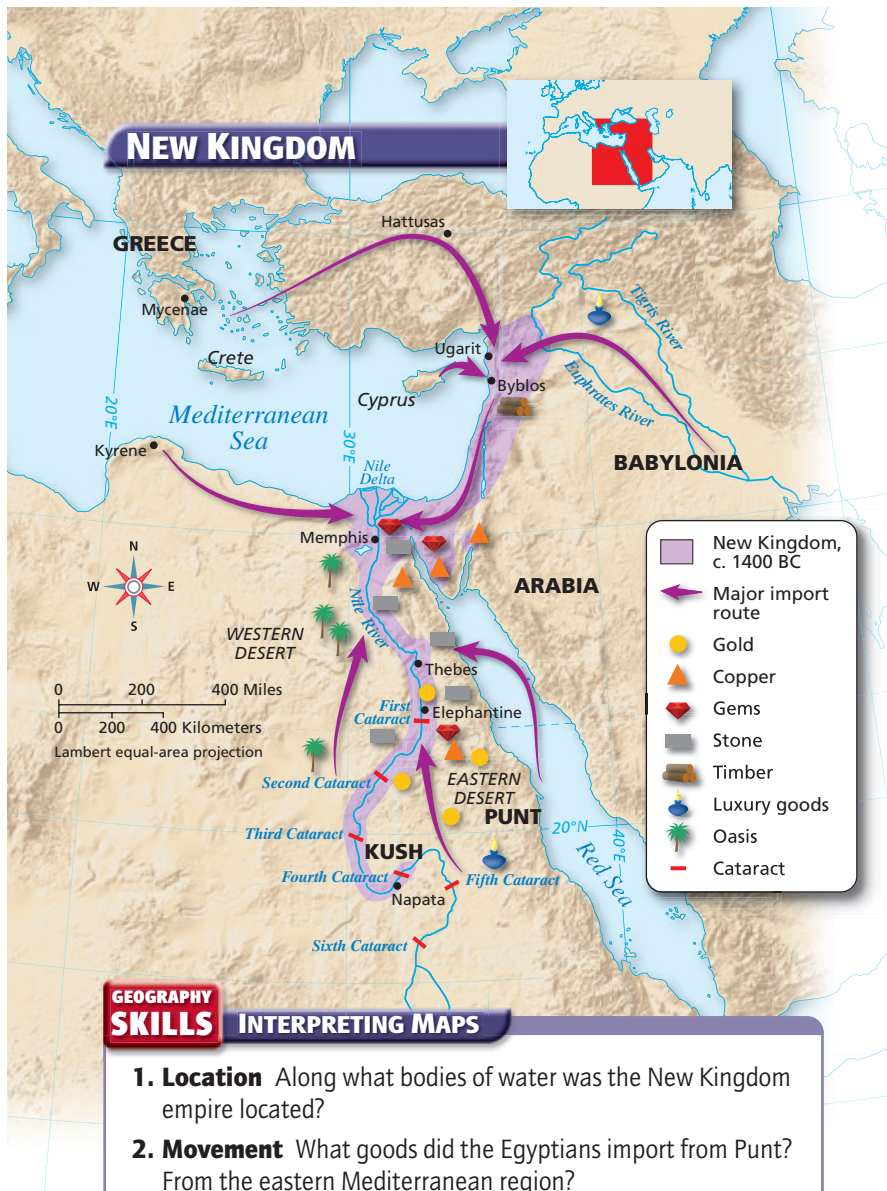 NEW KINGDOM
Hattusas
GREECE
Mycenae
Tigris River
Ugarit
Crete
Byblos
Cyprus
Euphrates River
20°E
Mediterranean
Sea
30°E
Kyrene
BABYLONIA
Nile
Delta
Memphis
N
W
E
S
ARABIA
Nile River
WESTERN
DESERT
Thebes
0 200 400 Miles
0 200 400 Kilometers
Lambert equal-area projection
First
Cataract
Elephantine
Second Cataract
EASTERN
DESERT
PUNT
20°N
40°E
Third Cataract
KUSH
Red Sea
Fourth Cataract
Fifth Cataract
Napata
Sixth Cataract
New Kingdom,
c. 1400 BC
Major import
route
Gold
Copper
Gems
Stone
Timber
Luxury goods
Oasis
Cataract
GEOGRAPHY
SKILLS
INTERPRETING MAPS
1. Location Along what bodies of water was the New Kingdom
empire located?
2. Movement What goods did the Egyptians import from Punt?
From the eastern Mediterranean region?